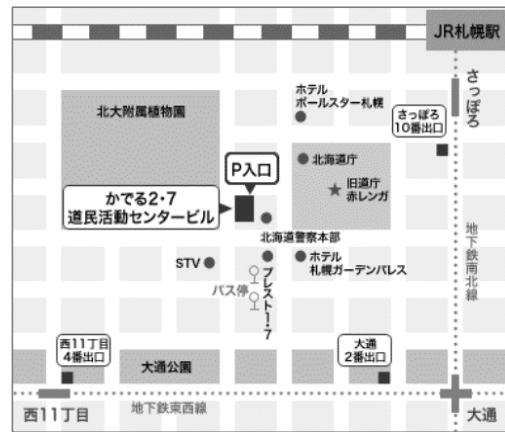 JR札幌駅
さっぽろ
ホテル
ポールスター札幌
北大附属植物園
さっぽろ
10番出口
P入口
北海道庁
旧道庁
赤レンガ
かでる2・7
道民活動センタービル
北海道警察本部
地下鉄南北線
STV
ホテル
札幌ガーデンパレス
バス停
プレスト1・7
西11丁目
4番出口
大通公園
大通
2番出口
西11丁目
地下鉄東西線
大通